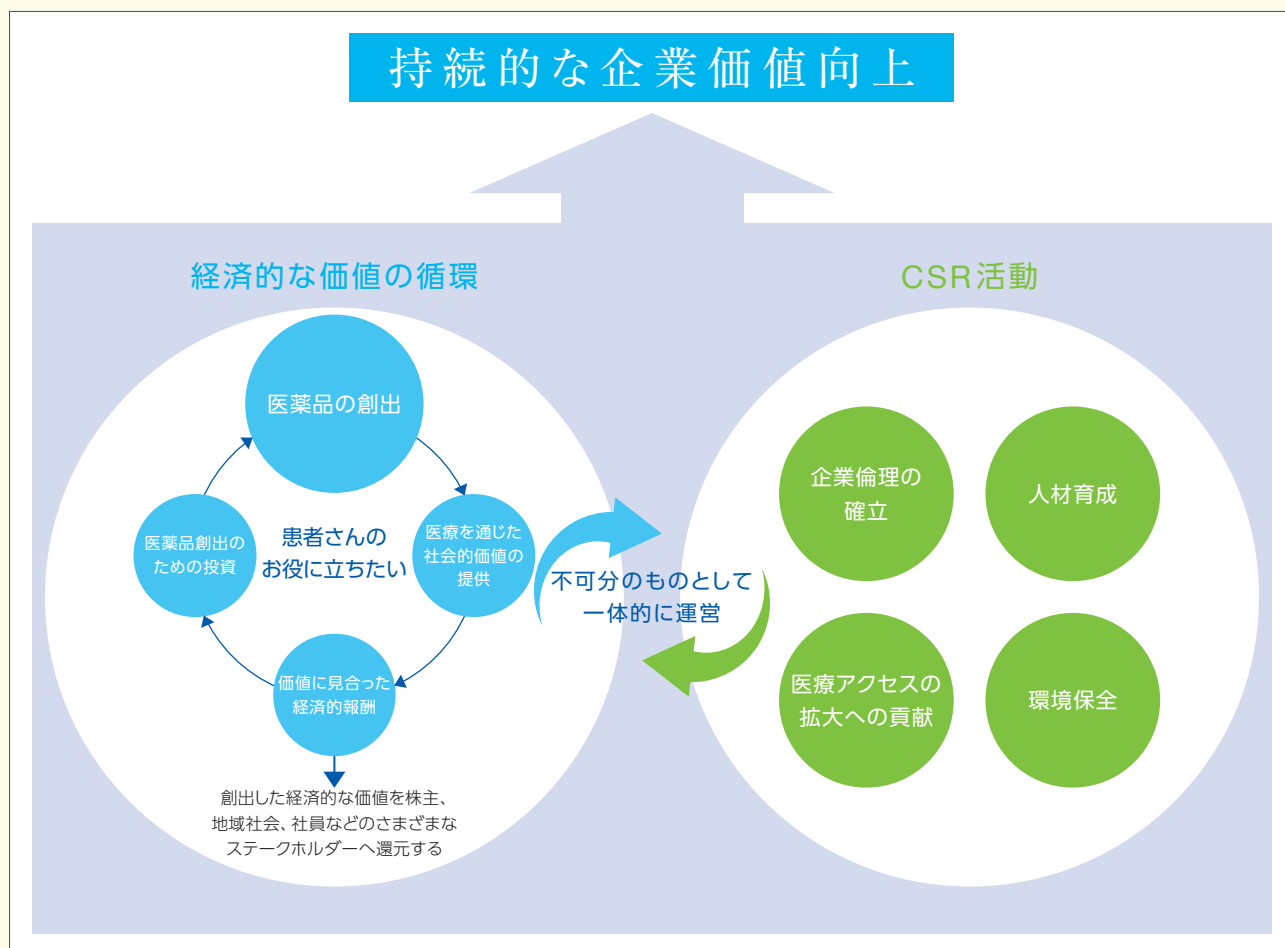 持続的な企業価値向上
経済的な価値の循環
医薬品の創出
医療を通じた
社会的価値の
提供
価値に見合った
経済的報酬
医薬品創出の
ための投資
患者さんの
お役に立ちたい
創出した経済的な価値を株主、
地域社会、社員などのさまざまな
ステークホルダーへ還元する
不可分のものとして
一体的に運営
CSR活動
企業倫理の
確立
人材育成
医療アクセスの
拡大への貢献
環境保全